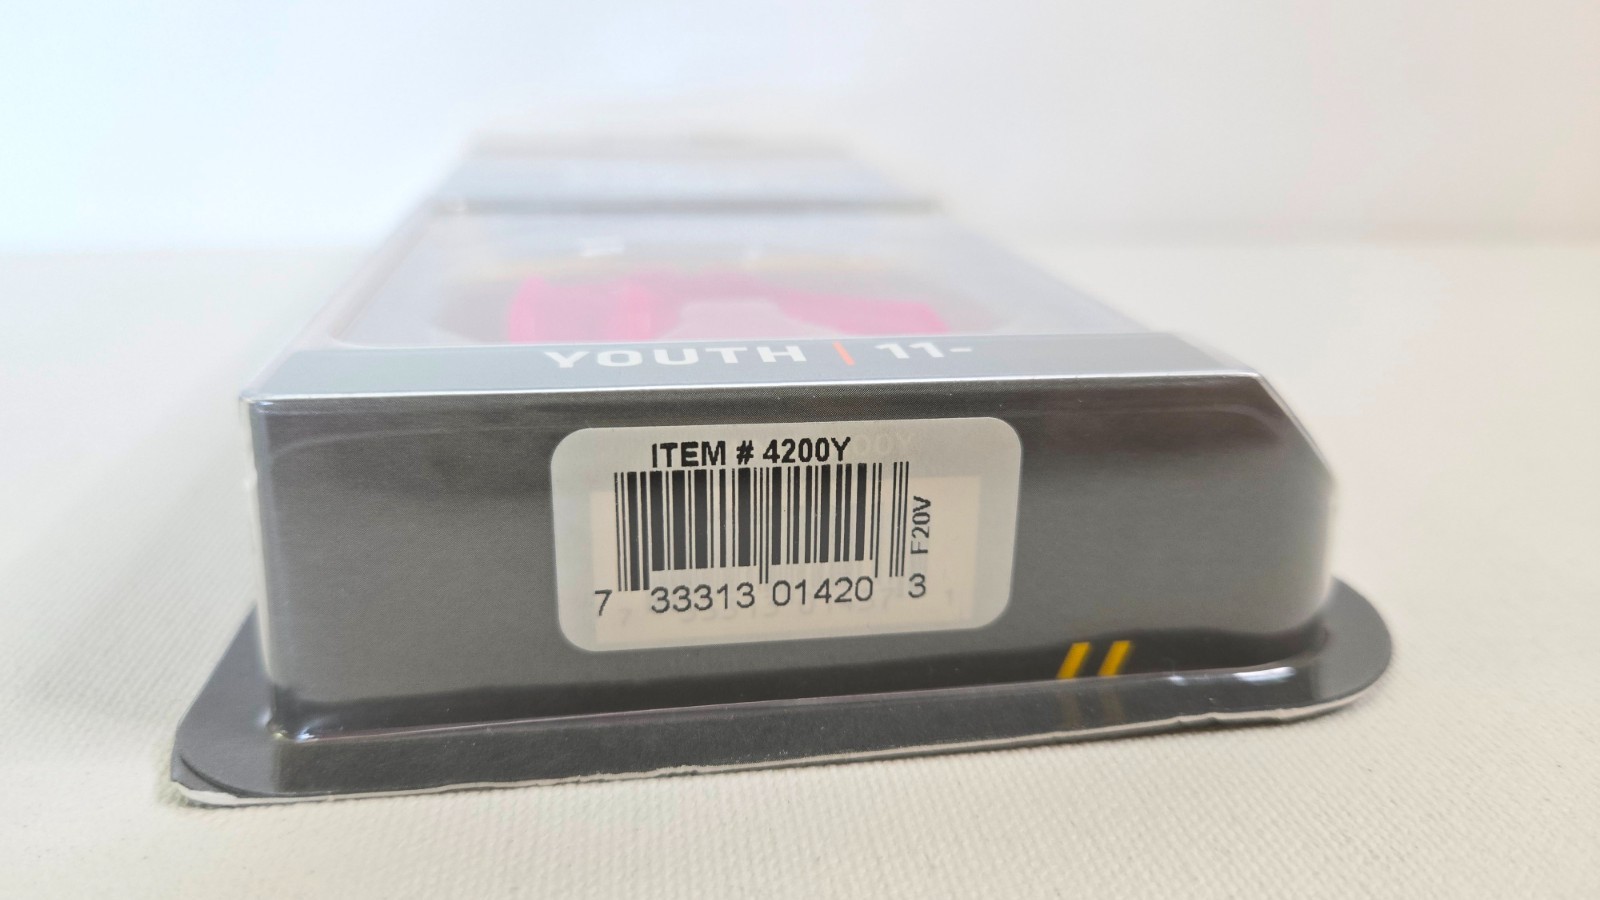 YOUTH | 11-
ITEM # 4200Y
F20V
7 33313 01420 3